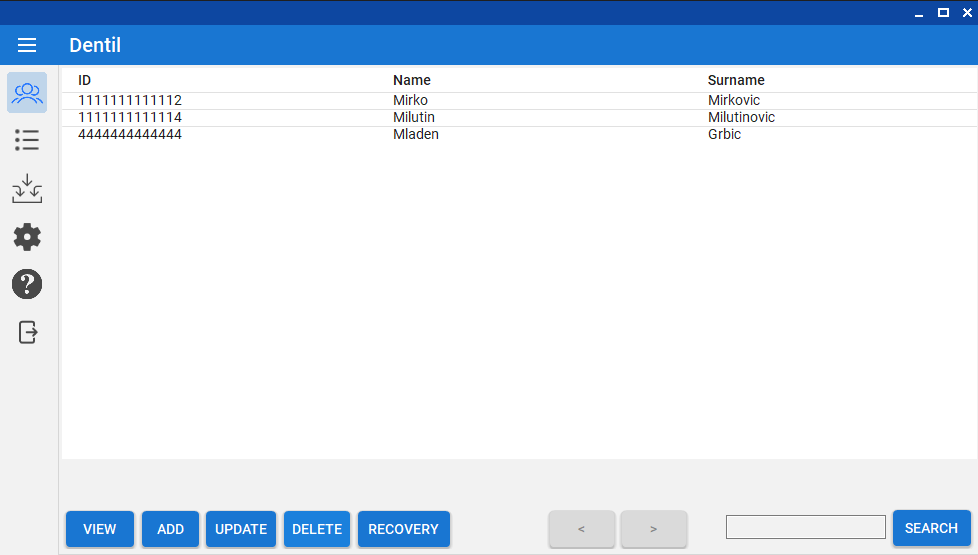 Dentil
ID Name Surname
1111111111112 Mirko Mirkovic
1111111111114 Milutin Milutinovic
4444444444444 Mladen Grbic
?
VIEW ADD UPDATE DELETE RECOVERY < > SEARCH